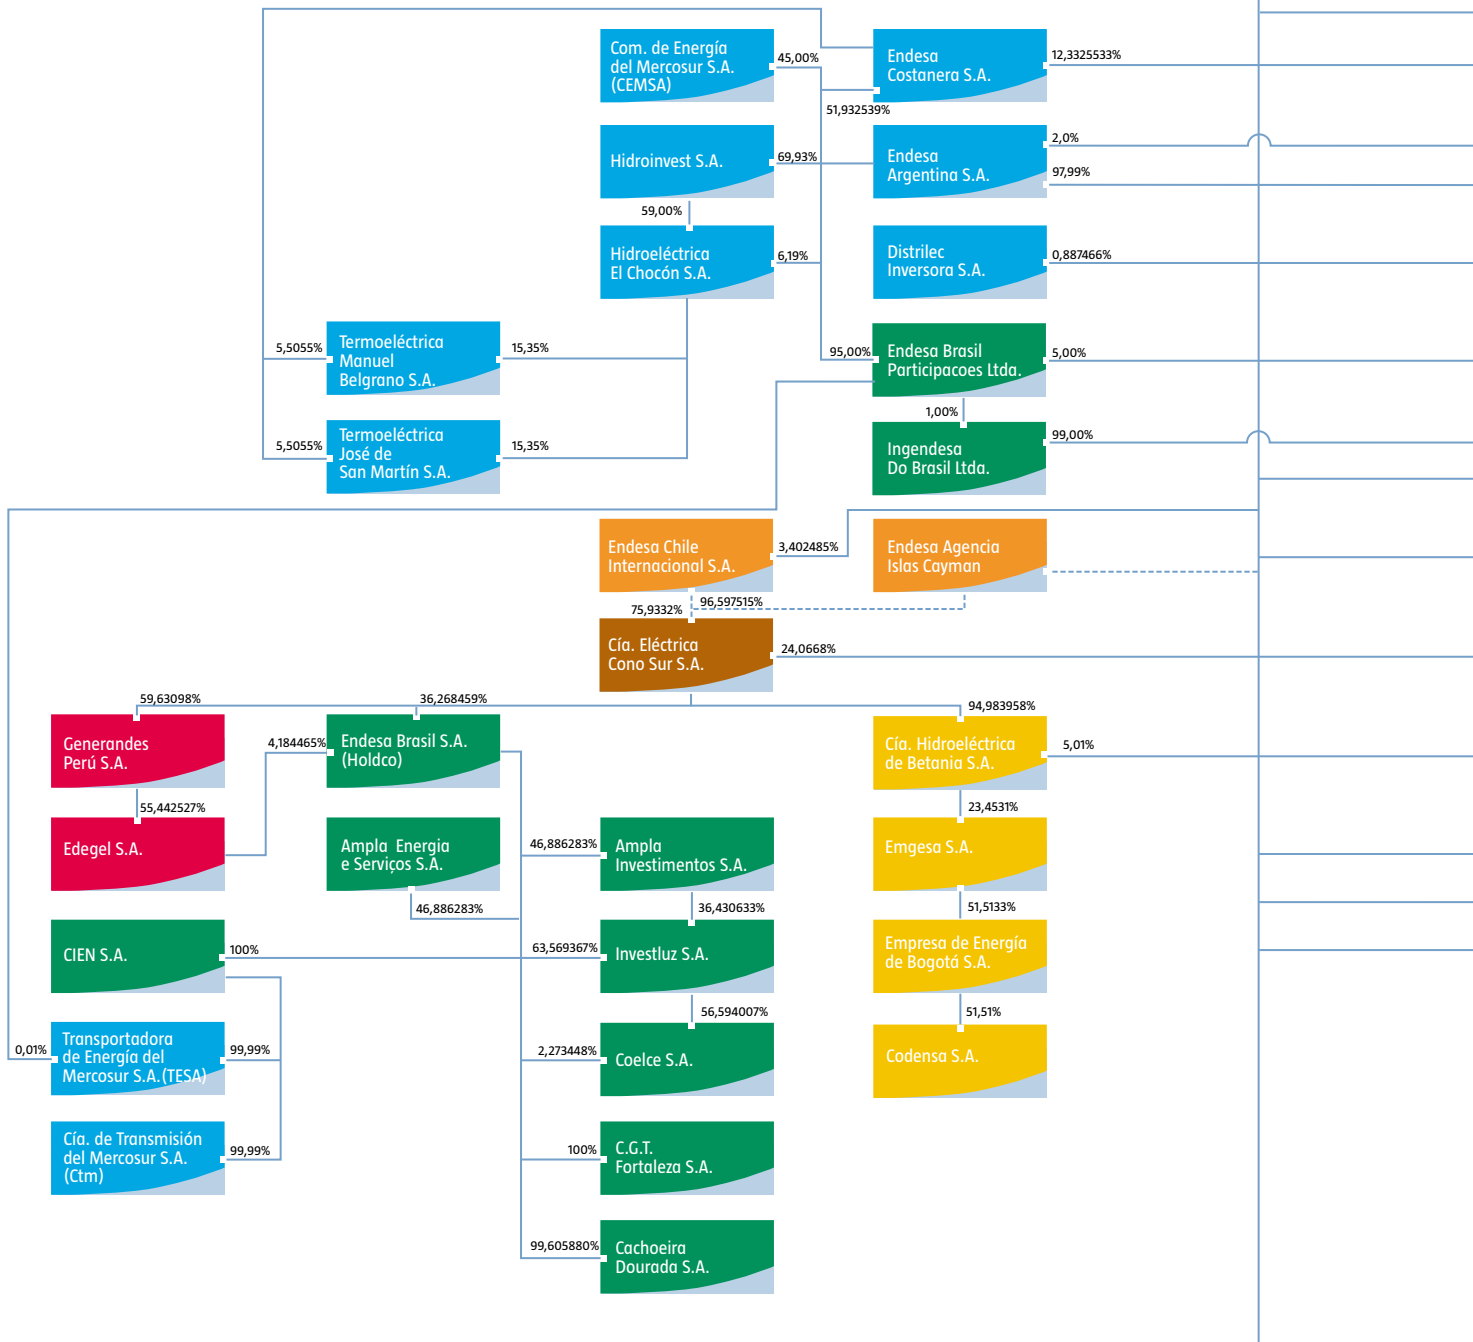 Com. de Energía
del Mercosur S.A.
(CEMSA)
45,00%
Endesa
Costanera S.A.
12,3325533%
51,932539%
Hidroinvest S.A.
69,93%
Endesa
Argentina S.A.
2,0%
97,99%
59,00%
Hidroeléctrica
El Chocón S.A.
6,19%
Distrilec
Inversora S.A.
0,887466%
5,5055%
Termoeléctrica
Manuel
Belgrano S.A.
15,35%
95,00%
Endesa Brasil
Participacoes Ltda.
5,00%
1,00%
5,5055%
Termoeléctrica
José de
San Martín S.A.
15,35%
Ingendesa
Do Brasil Ltda.
99,00%
Endesa Chile
Internacional S.A.
3,402485%
Endesa Agencia
Islas Cayman
96,597515%
75,9332%
Cía. Eléctrica
Cono Sur S.A.
24,0668%
59,63098%
36,268459%
94,983958%
Generandes
Perú S.A.
4,184465%
Endesa Brasil S.A.
(Holdco)
Cía. Hidroeléctrica
de Betania S.A.
5,01%
55,442527%
23,4531%
Edegel S.A.
Ampla Energia
e Serviços S.A.
46,886283%
Ampla
Investimentos S.A.
Emgesa S.A.
46,886283%
36,430633%
51,5133%
CIEN S.A.
100%
63,569367%
Investluz S.A.
Empresa de Energía
de Bogotá S.A.
56,594007%
51,51%
0,01%
Transportadora
de Energía del
Mercosur S.A.(TESA)
99,99%
2,273448%
Coelce S.A.
Codensa S.A.
Cía. de Transmisión
del Mercosur S.A.
(Ctm)
99,99%
100%
C.G.T.
Fortaleza S.A.
99,605880%
Cachoeira
Dourada S.A.